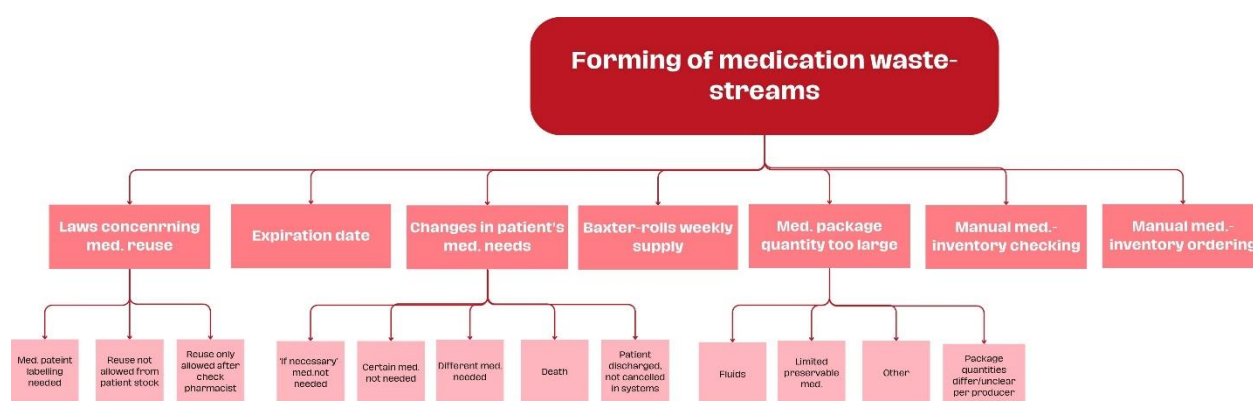 Forming of medication waste-
streams
Laws concenrning
med. reuse
Expiration date
Changes in patient's
med. needs
Baxter-rolls weekly
supply
Med. package
quantity too large
Manual med.-
inventory checking
Manual med.-
inventory ordering
Med. pateint
labelling
needed
Reuse not
allowed from
patient stock
Reuse only
allowed after
check
pharmacist
'If necessary'
med.not
needed
Certain med.
not needed
Different med.
needed
Death
Patient
discharged,
not cancelled
in systems
Fluids
Limited
preservable
med.
Other
Package
quantities
differ/unclear
per producer